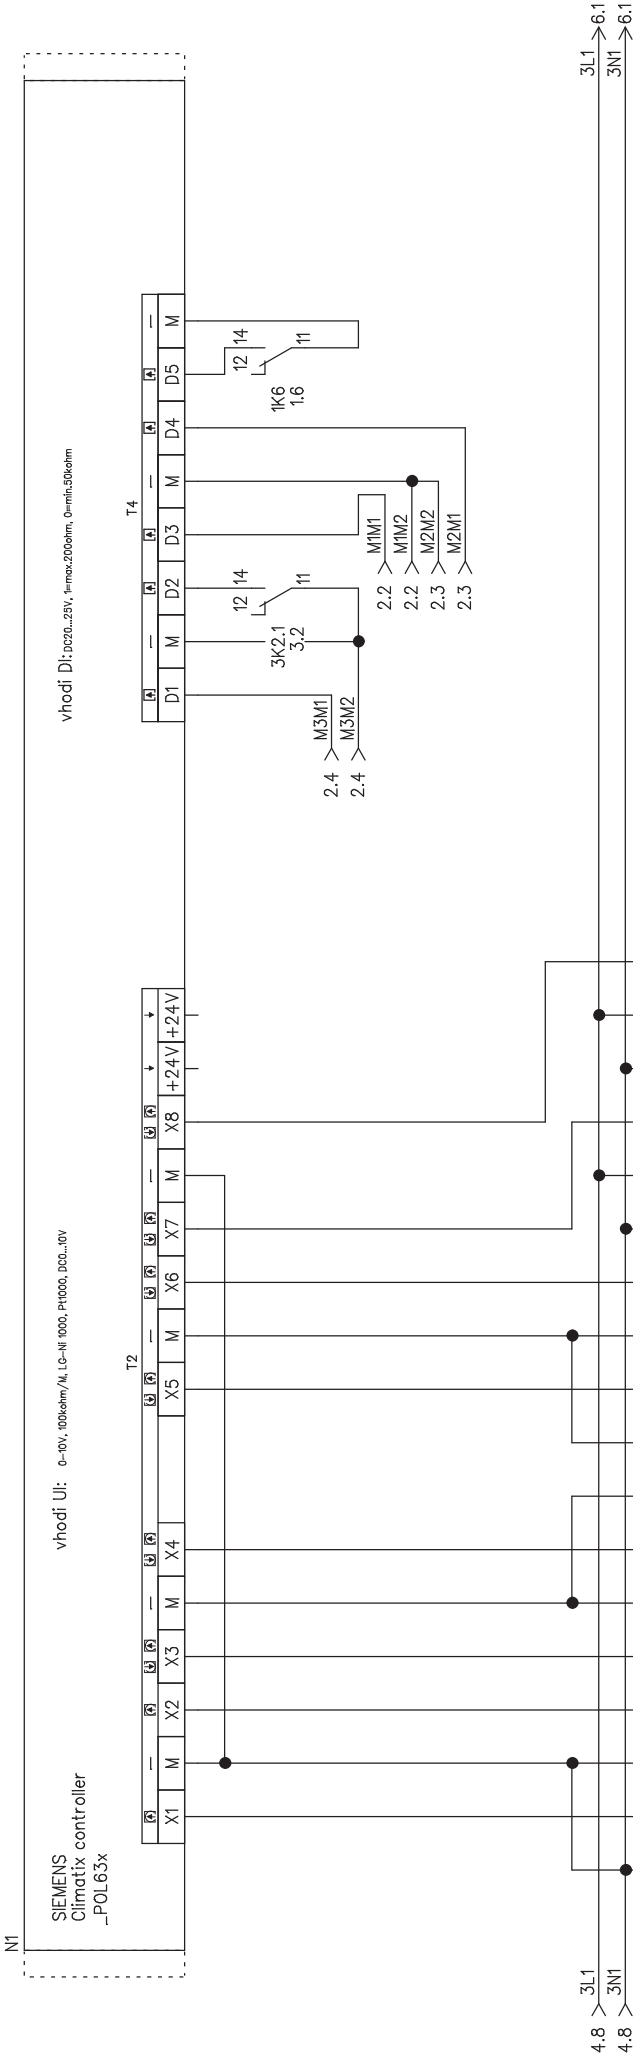 N1
SIEMENS
Climatix controller
_POL63x
vhodi UI: 0-10V, 100kohm/M, LG-Ni 1000, Pt1000, DC0...10V
vhodi DI: DC20...25V, 1=max.200ohm, 0=min.50kohm
T2
X1 M X2 X3 M X4 X5 M X6 X7 M X8 +24V +24V
T4
D1 M D2 D3 M D4 D5 M
3K2.1
3.2
12 14
11
1K6
1.6
12 14
11
2.4 M3M1
2.4 M3M2
2.2 M1M1
2.2 M1M2
2.3 M2M2
2.3 M2M1
4.8 3L1 3L1 6.1
4.8 3N1 3N1 6.1